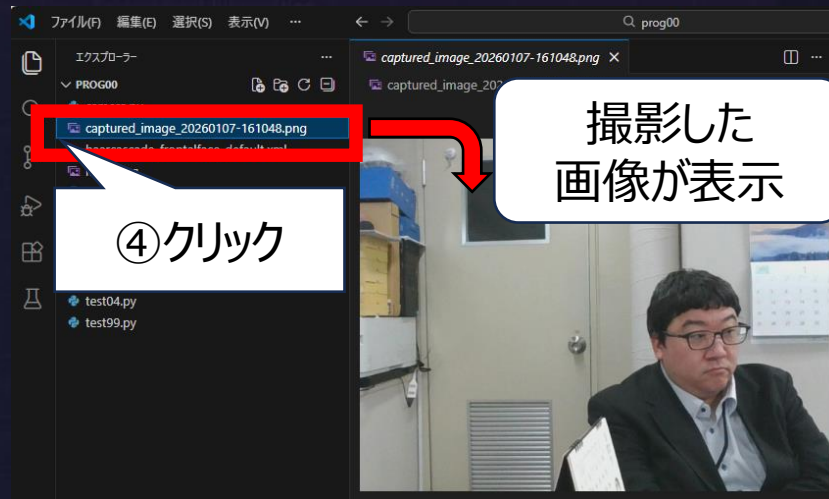 ファイル(F) 編集(E) 選択(S) 表示(V) … prog00
エクスプローラー …
captured_image_20260107-161048.png
…
PROG00
captured_image_202
captured_image_20260107-161048.png
撮影した
画像が表示
④クリック
test04.py
test99.py